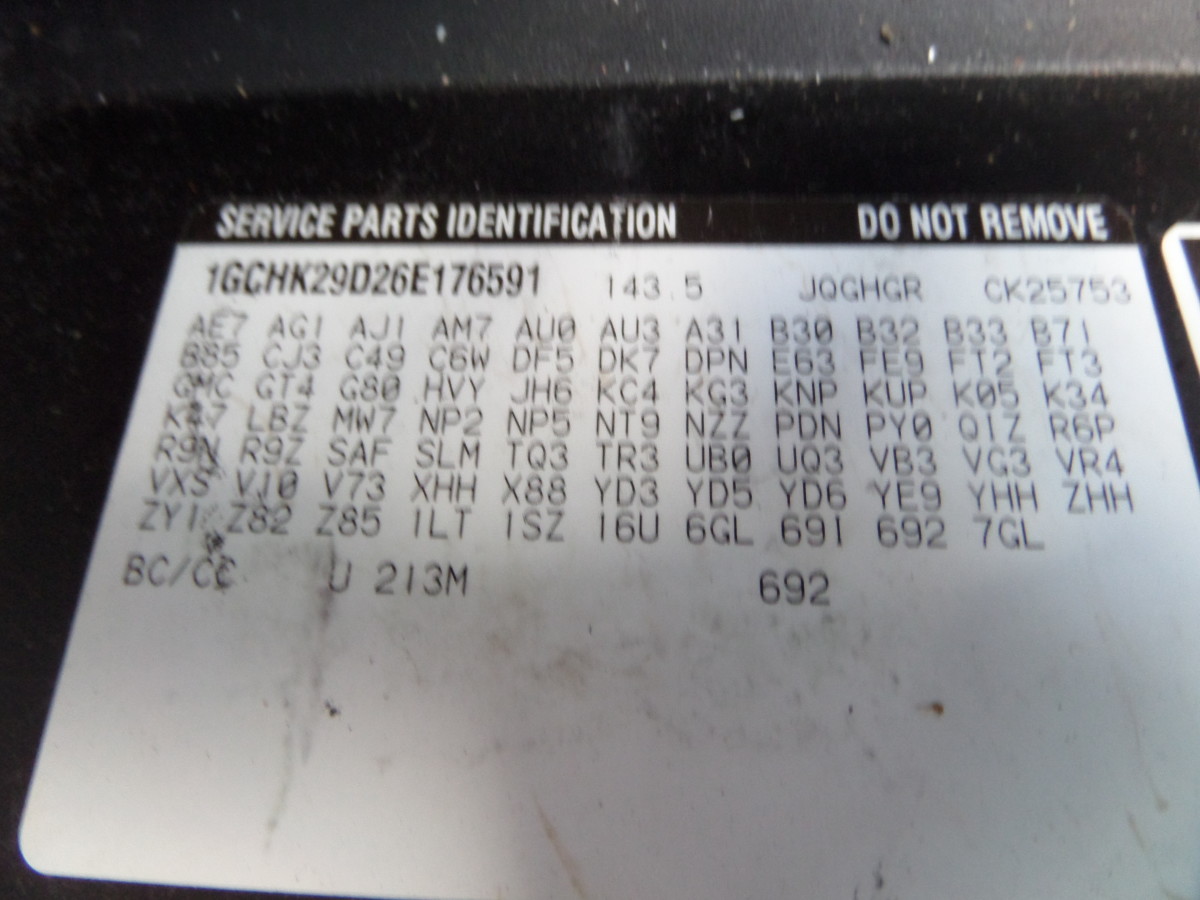 SERVICE PARTS IDENTIFICATION DO NOT REMOVE
1GCHK29D26E176591 143.5 JQGHGR CK25753
AE7 AG1 AJ1 AM7 AU0 AU3 A31 B30 B32 B33 B71
B85 CJ3 C49 C6W DF5 DK7 DPN E63 FE9 FT2 FT3
GT4 G80 HVY JH6 KC4 KG3 KNP KUP K05 K34
K47 LBZ MW7 NP2 NP5 NT9 NZZ PDN PY0 QIZ R6P
R9Z SAF SLM TQ3 TR3 UB0 UQ3 VB3 VG3 VR4
VXS VJ0 V73 XHH X88 YD3 YD5 YD6 YE9 YHH ZHH
ZY1 Z82 Z85 1LT 1SZ 16U 6GL 691 692 7GL
BC/CC U 213M 692